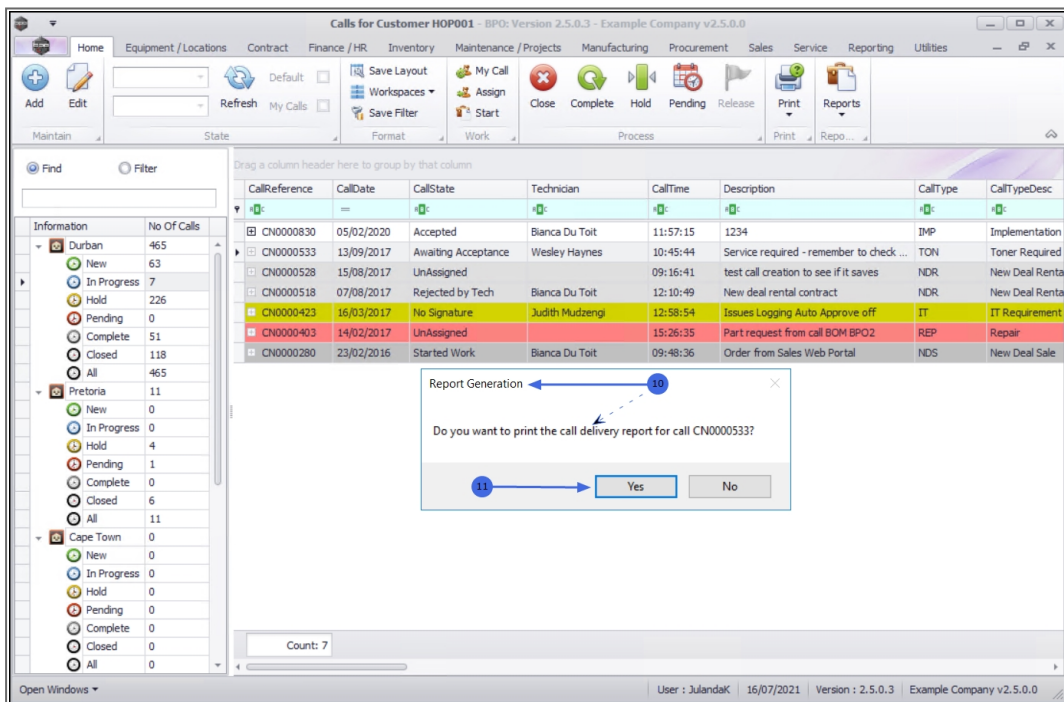 Calls for Customer HOP001 - BPO: Version 2.5.0.3 - Example Company v2.5.0.0
Home Equipment / Locations Contract Finance / HR Inventory Maintenance / Projects Manufacturing Procurement Sales Service Reporting Utilities
Add Edit Refresh Default My Calls Save Layout Workspaces Save Filter My Call Assign Start Close Complete Hold Pending Release Print Reports
Maintain State Format Work Process Print Repo...
Find Filter
Drag a column header here to group by that column
CallReference CallDate CallState Technician CallTime Description CallType CallTypeDesc
Information No Of Calls
CN0000830 05/02/2020 Accepted Bianca Du Toit 11:57:15 1234 IMP Implementation
CN0000533 13/09/2017 Awaiting Acceptance Wesley Haynes 10:45:44 Service required - remember to check ... TON Toner Required
CN0000528 15/08/2017 UnAssigned 09:16:41 test call creation to see if it saves NDR New Deal Renta
CN0000518 07/08/2017 Rejected by Tech Bianca Du Toit 12:10:49 New deal rental contract NDR New Deal Renta
CN0000423 16/03/2017 No Signature Judith Mudzengi 12:58:54 Issues Logging Auto Approve off IT IT Requirement
CN0000403 14/02/2017 UnAssigned 15:26:35 Part request from call BOM BPO2 REP Repair
CN0000280 23/02/2016 Started Work Bianca Du Toit 09:48:36 Order from Sales Web Portal NDS New Deal Sale
Durban 465
New 63
In Progress 7
Hold 226
Pending 0
Complete 51
Closed 118
All 465
Pretoria 11
New 0
In Progress 0
Hold 4
Pending 1
Complete 0
Closed 6
All 11
Cape Town 0
New 0
In Progress 0
Hold 0
Pending 0
Complete 0
Closed 0
All 0
Report Generation 10
Do you want to print the call delivery report for call CN0000533?
11 Yes No
Count: 7
Open Windows User : JulandaK 16/07/2021 Version : 2.5.0.3 Example Company v2.5.0.0